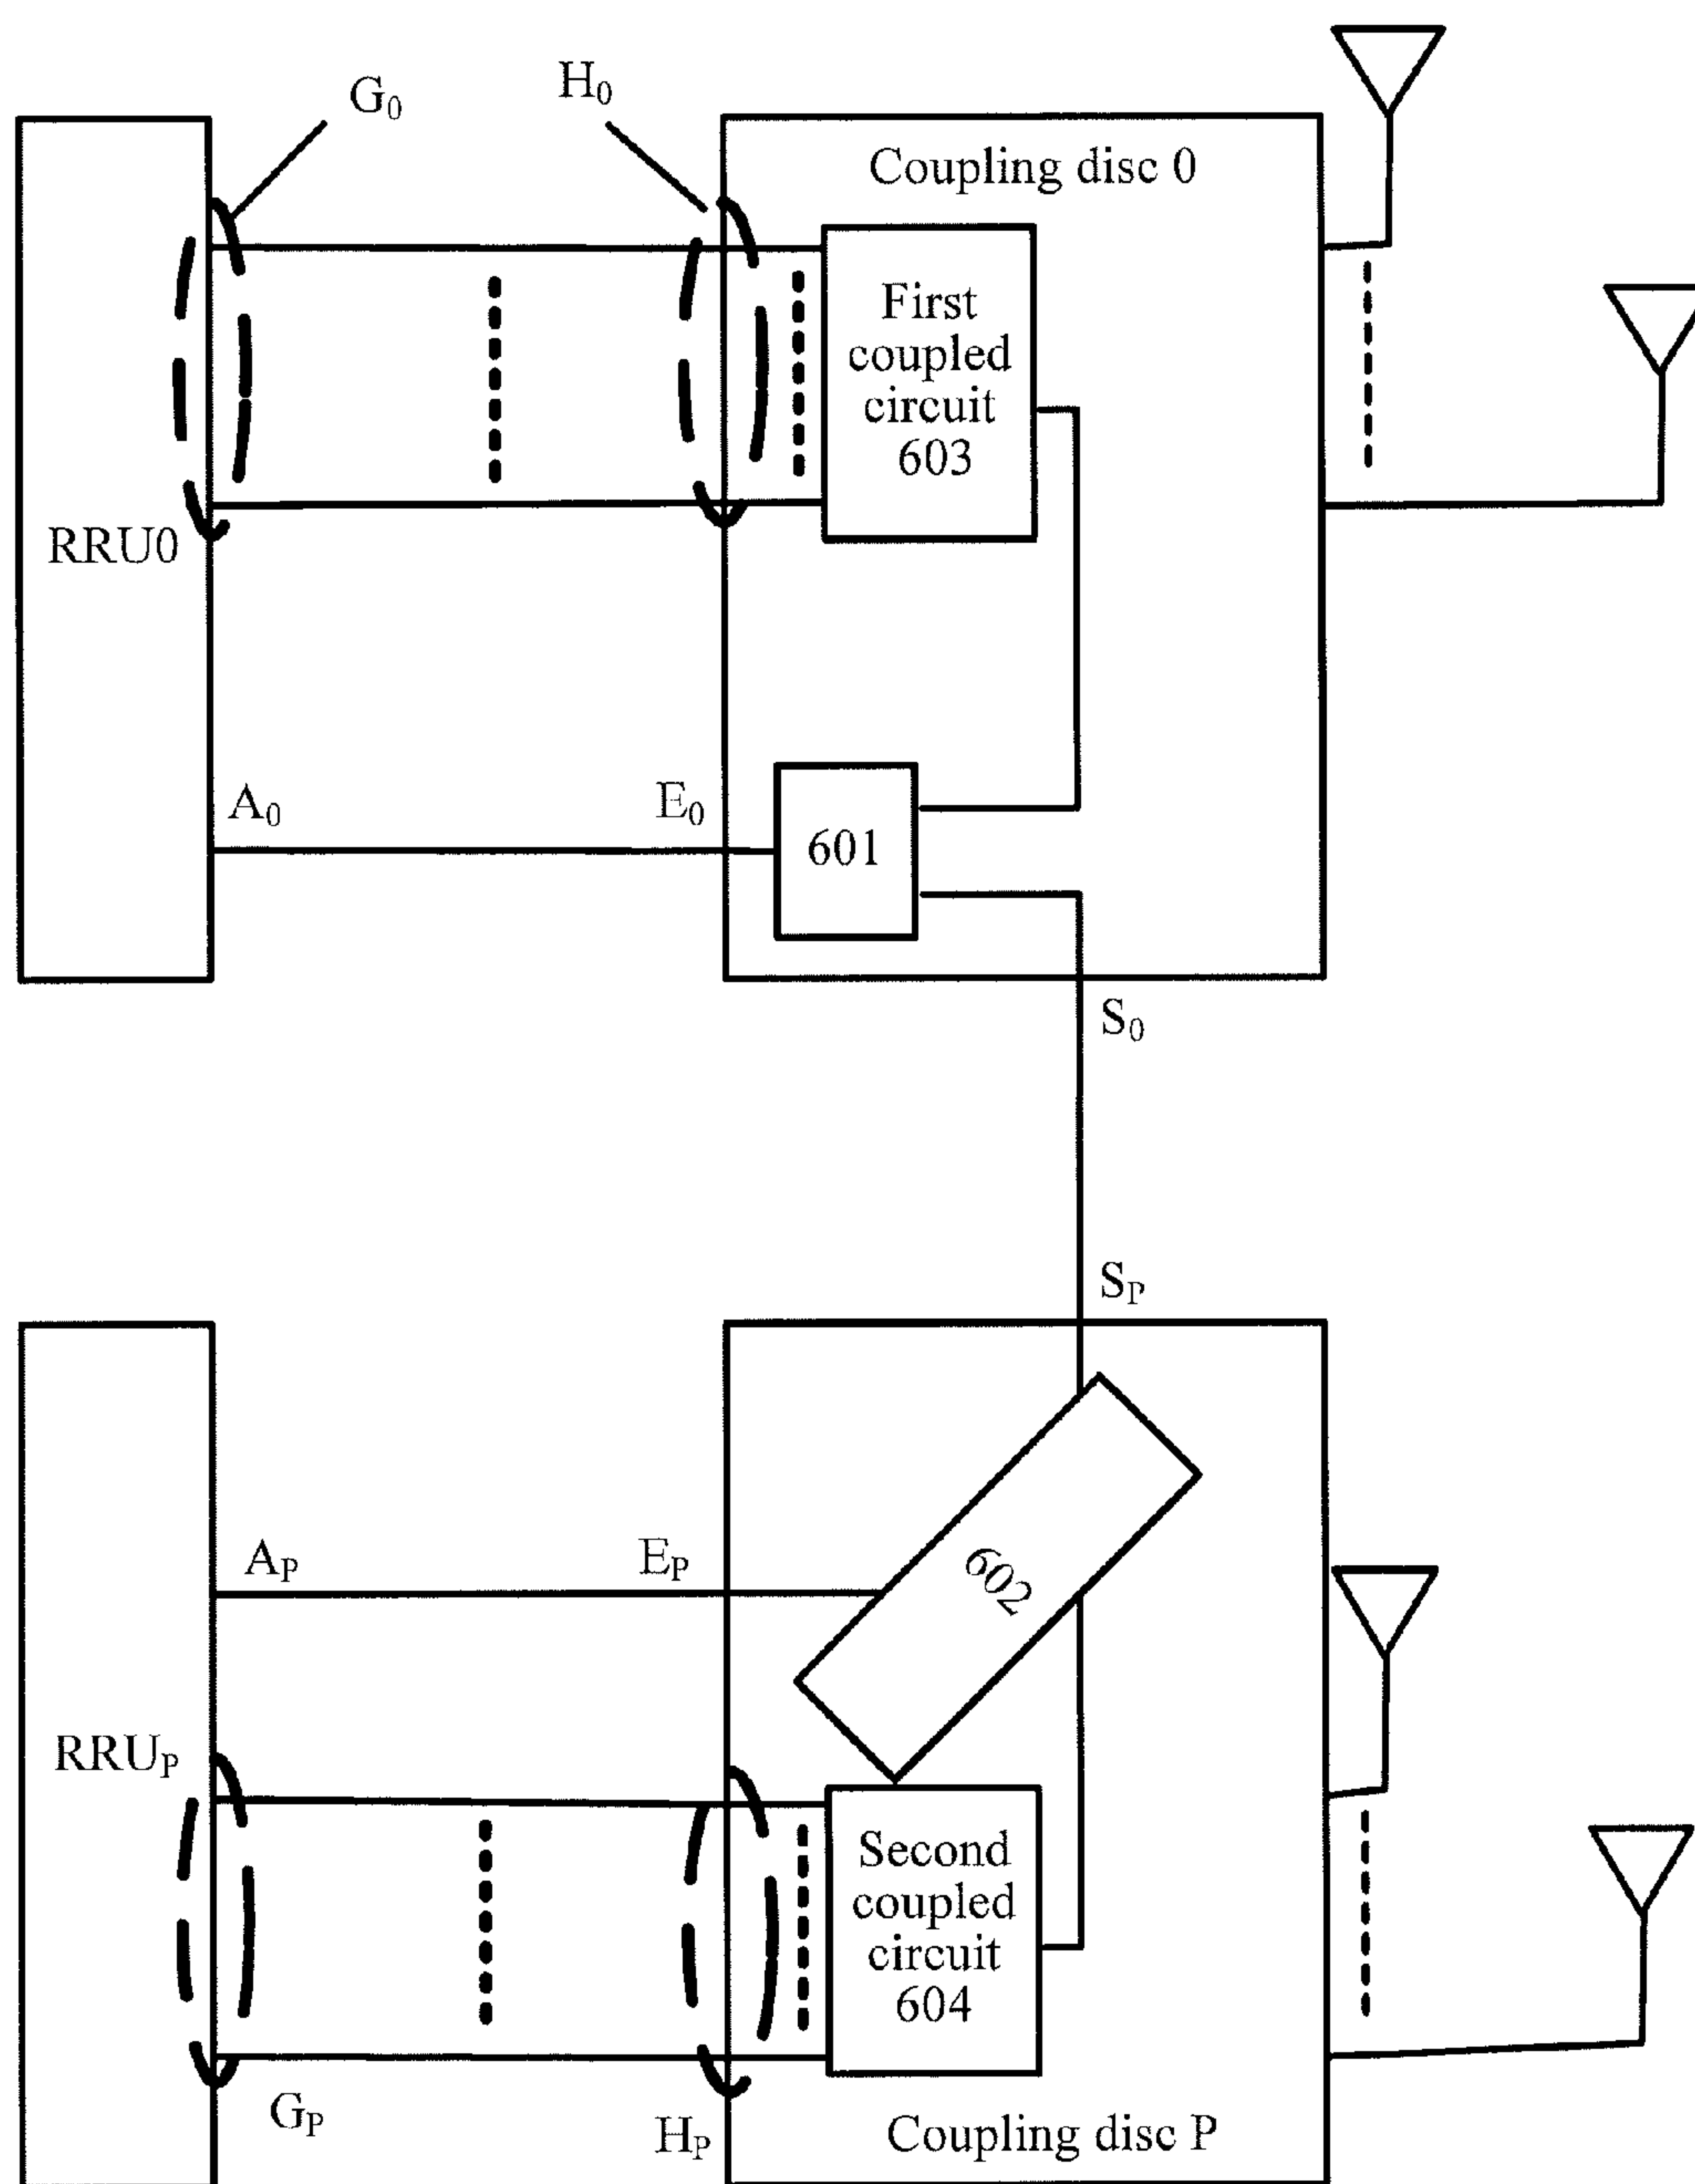 G₀
H₀
Coupling disc 0
First
coupled
circuit
603
RRU0
A₀
E₀
601
S₀
Sₚ
Aₚ
Eₚ
602
RRUₚ
Second
coupled
circuit
604
Gₚ
Hₚ
Coupling disc P